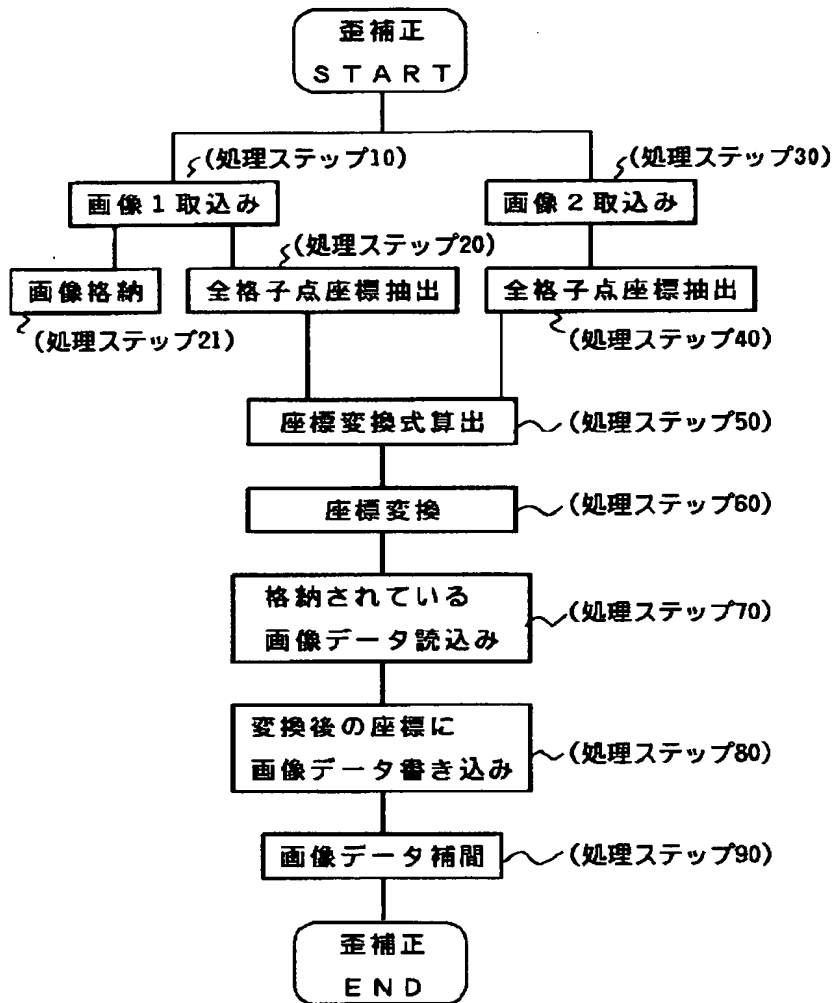 歪補正
START
(処理ステップ10)
(処理ステップ30)
画像1取込み
画像2取込み
(処理ステップ20)
画像格納
全格子点座標抽出
全格子点座標抽出
(処理ステップ21)
(処理ステップ40)
座標変換式算出
(処理ステップ50)
座標変換
(処理ステップ60)
格納されている
画像データ読込み
(処理ステップ70)
変換後の座標に
画像データ書き込み
(処理ステップ80)
画像データ補間
(処理ステップ90)
歪補正
END